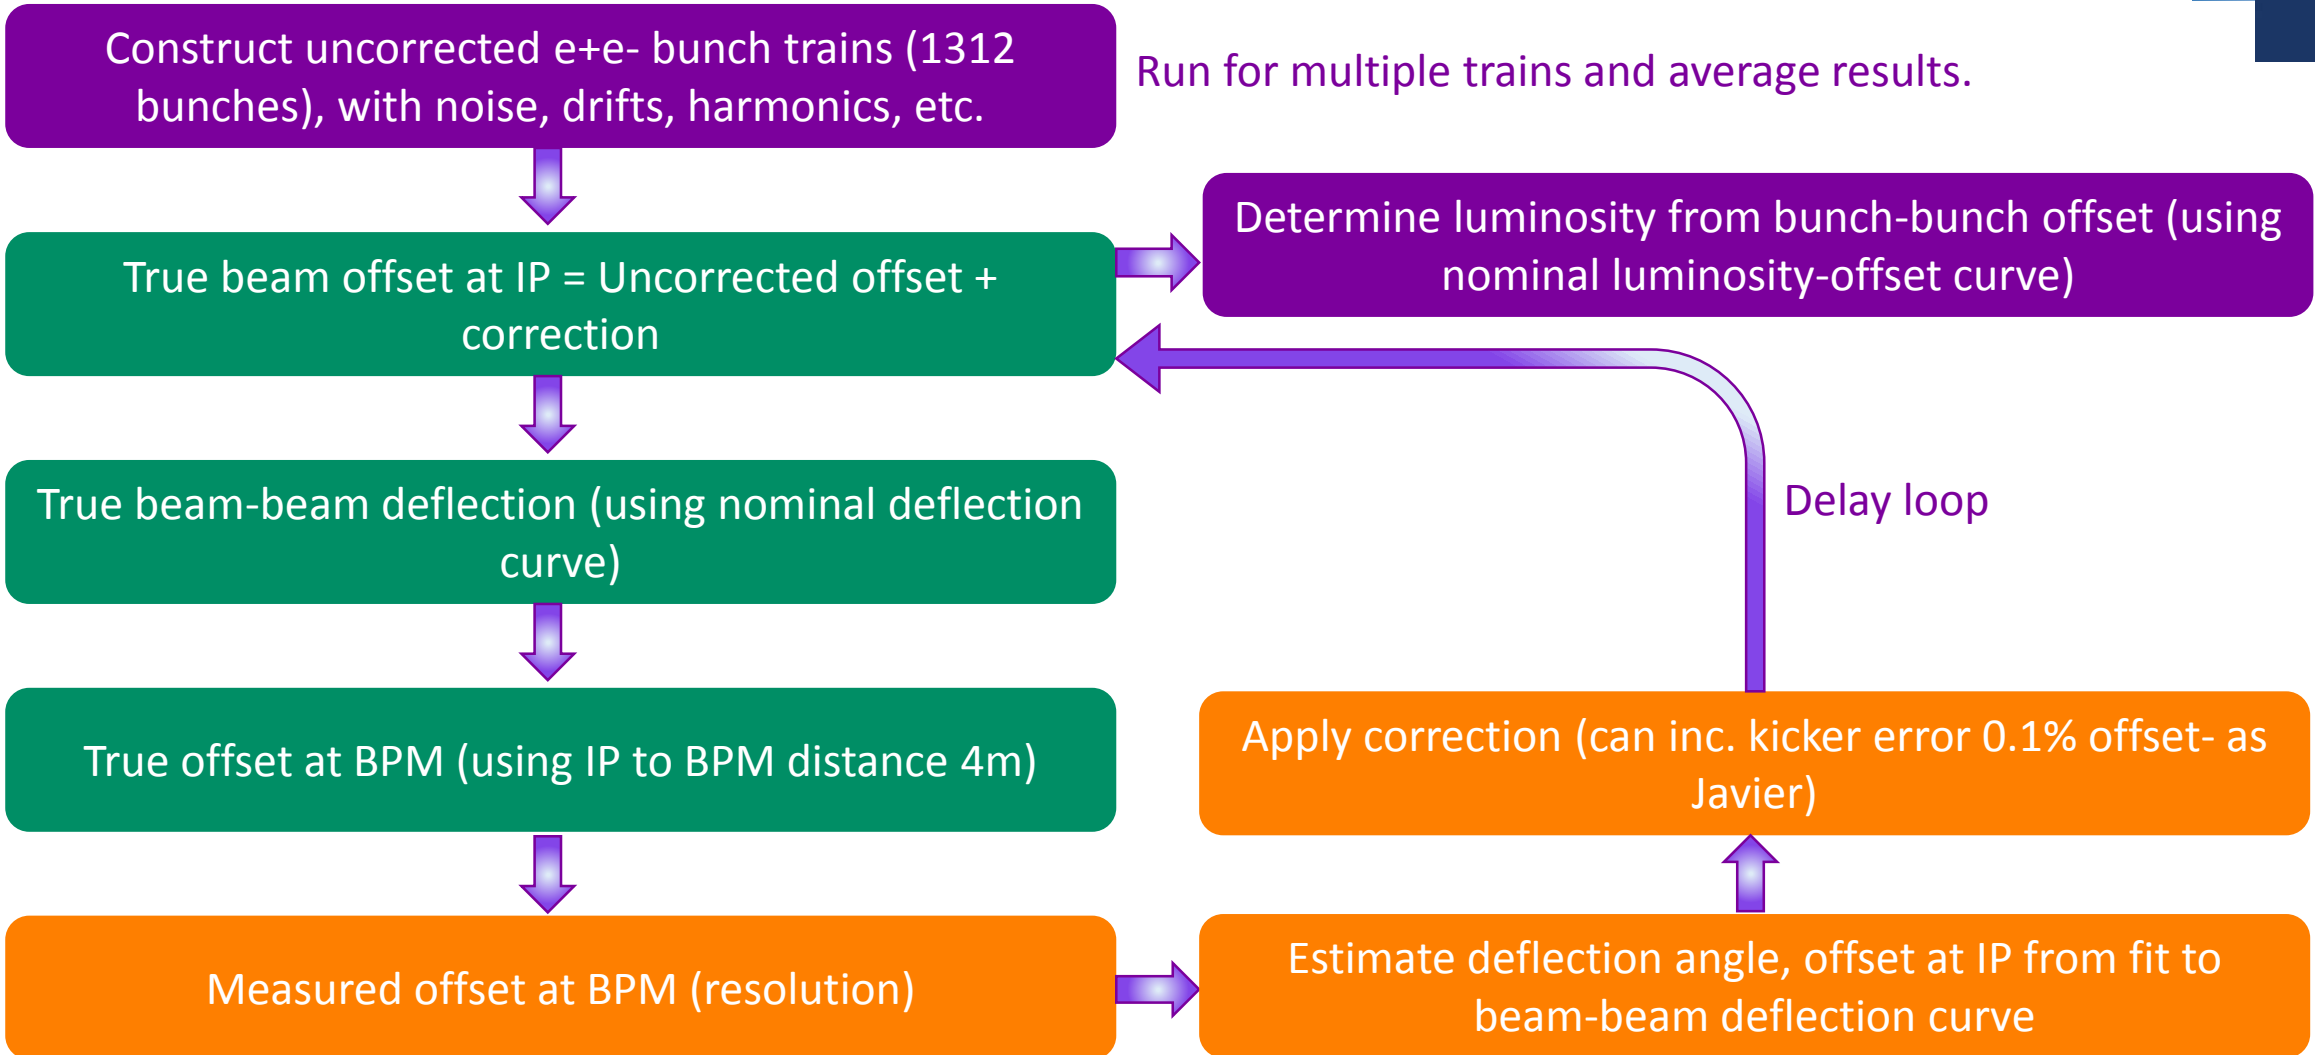 Construct uncorrected e+e- bunch trains (1312
bunches), with noise, drifts, harmonics, etc.
Run for multiple trains and average results.
Determine luminosity from bunch-bunch offset (using
nominal luminosity-offset curve)
True beam offset at IP = Uncorrected offset +
correction
True beam-beam deflection (using nominal deflection
curve)
Delay loop
True offset at BPM (using IP to BPM distance 4m)
Apply correction (can inc. kicker error 0.1% offset- as
Javier)
Measured offset at BPM (resolution)
Estimate deflection angle, offset at IP from fit to
beam-beam deflection curve